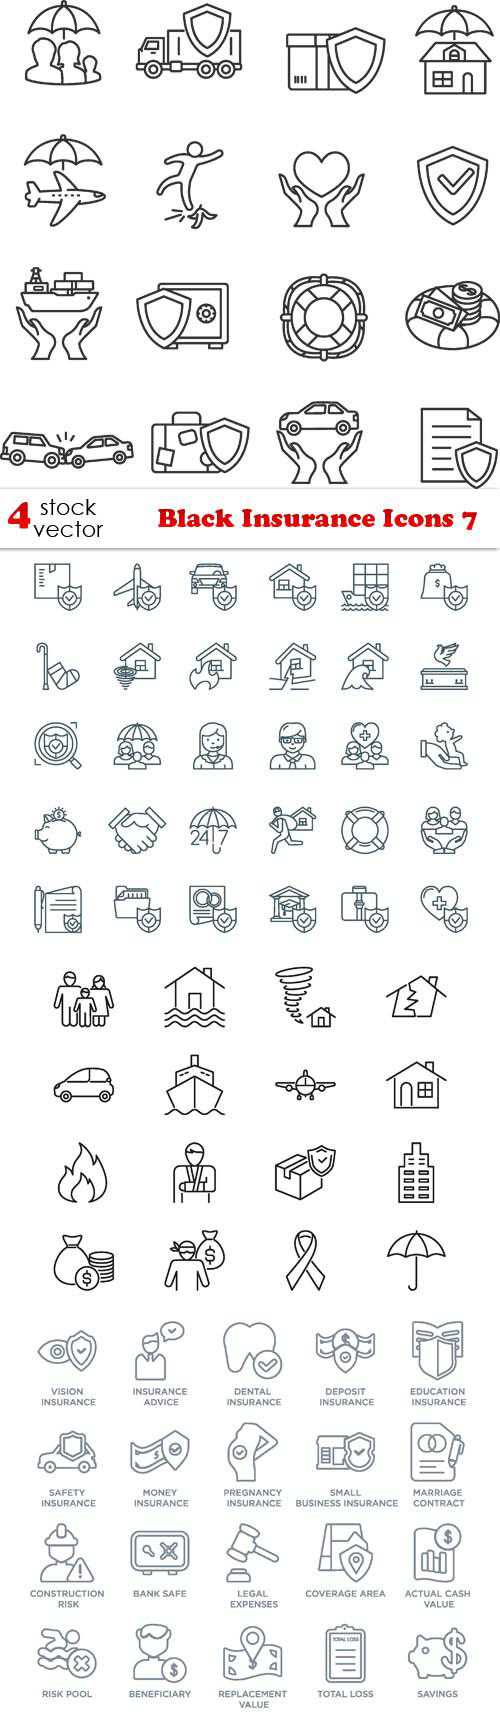 4 stock vector
Black Insurance Icons 7
24 7
VISION INSURANCE
INSURANCE ADVICE
DENTAL INSURANCE
DEPOSIT INSURANCE
EDUCATION INSURANCE
SAFETY INSURANCE
MONEY INSURANCE
PREGNANCY INSURANCE
SMALL BUSINESS INSURANCE
MARRIAGE CONTRACT
CONSTRUCTION RISK
BANK SAFE
LEGAL EXPENSES
COVERAGE AREA
ACTUAL CASH VALUE
TOTAL LOSS
RISK POOL
BENEFICIARY
REPLACEMENT VALUE
TOTAL LOSS
SAVINGS